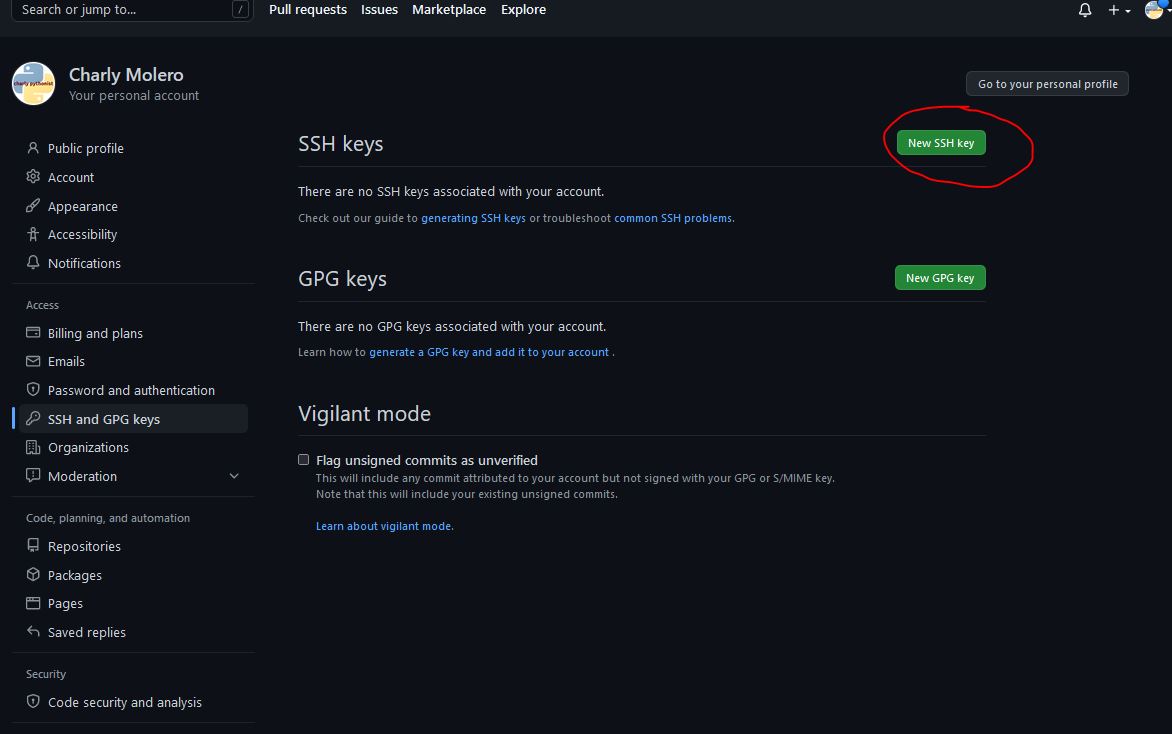 Search or jump to...
/
Pull requests
Issues
Marketplace
Explore
charly pythonist
Charly Molero
Your personal account
Go to your personal profile
Public profile
Account
Appearance
Accessibility
Notifications
Access
Billing and plans
Emails
Password and authentication
SSH and GPG keys
Organizations
Moderation
Code, planning, and automation
Repositories
Packages
Pages
Saved replies
Security
Code security and analysis
SSH keys
New SSH key
There are no SSH keys associated with your account.
Check out our guide to generating SSH keys or troubleshoot common SSH problems.
GPG keys
New GPG key
There are no GPG keys associated with your account.
Learn how to generate a GPG key and add it to your account .
Vigilant mode
Flag unsigned commits as unverified
This will include any commit attributed to your account but not signed with your GPG or S/MIME key.
Note that this will include your existing unsigned commits.
Learn about vigilant mode.